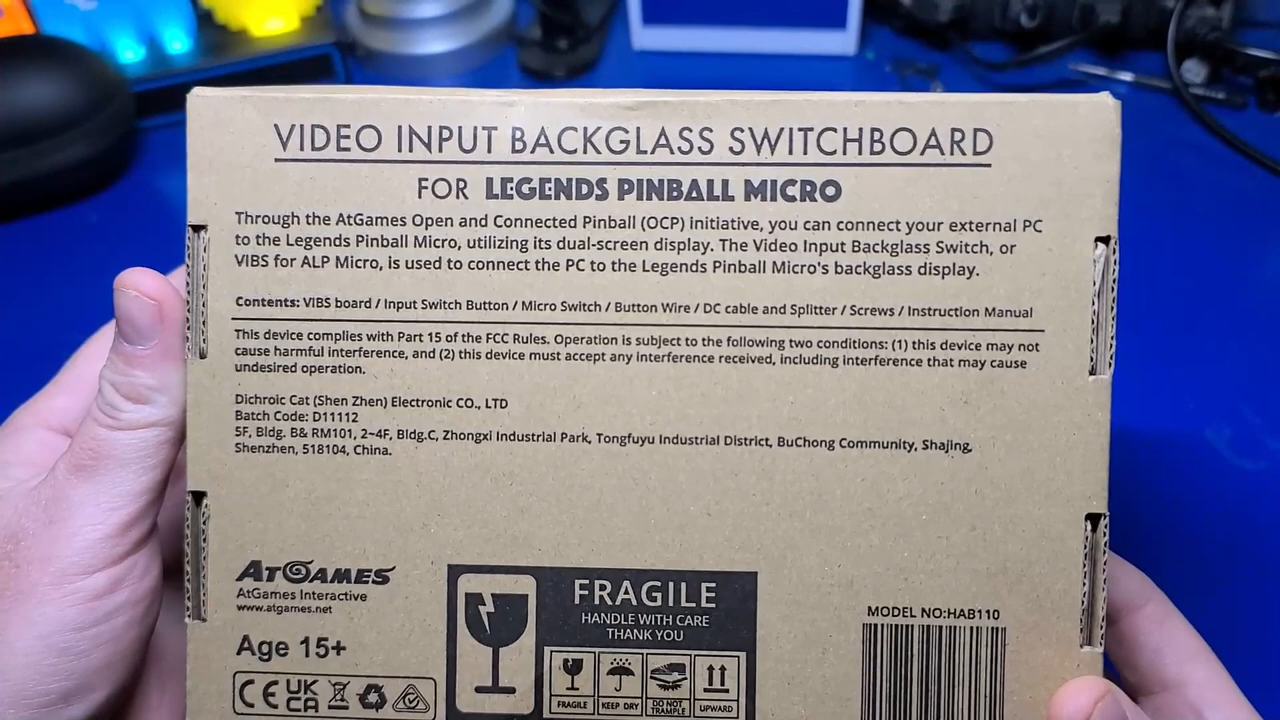 VIDEO INPUT BACKGLASS SWITCHBOARD
FOR LEGENDS PINBALL MICRO
Through the AtGames Open and Connected Pinball (OCP) initiative, you can connect your external PC
to the Legends Pinball Micro, utilizing its dual-screen display. The Video Input Backglass Switch, or
VIBS for ALP Micro, is used to connect the PC to the Legends Pinball Micro's backglass display.
Contents: VIBS board / Input Switch Button / Micro Switch / Button Wire / DC cable and Splitter / Screws / Instruction Manual
This device complies with Part 15 of the FCC Rules. Operation is subject to the following two conditions: (1) this device may not
cause harmful interference, and (2) this device must accept any interference received, including interference that may cause
undesired operation.
Dichroic Cat (Shen Zhen) Electronic CO., LTD
Batch Code: D11112
5F, Bldg. B& RM101, 2~4F, Bldg.C, Zhongxi Industrial Park, Tongfuyu Industrial District, BuChong Community, Shajing,
Shenzhen, 518104, China.
ATGAMES
AtGames Interactive
www.atgames.net
Age 15+
CE UK CA
FRAGILE
HANDLE WITH CARE
THANK YOU
FRAGILE KEEP DRY DO NOT TRAMPLE UPWARD
MODEL NO:HAB110